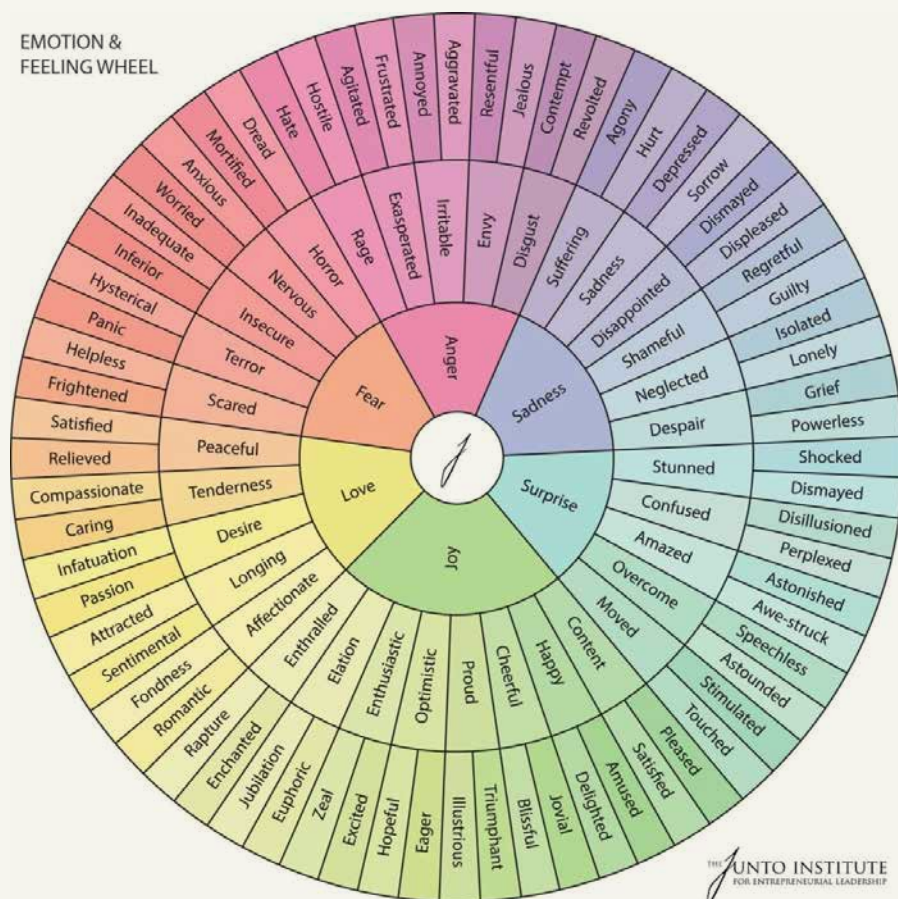 EMOTION &
FEELING WHEEL
Anger
Sadness
Surprise
Joy
Love
Fear
Rage
Exasperated
Irritable
Envy
Disgust
Suffering
Sadness
Disappointed
Shameful
Neglected
Despair
Stunned
Confused
Amazed
Overcome
Moved
Content
Happy
Cheerful
Proud
Optimistic
Enthusiastic
Elation
Enthralled
Affectionate
Longing
Desire
Tenderness
Peaceful
Scared
Terror
Insecure
Nervous
Horror
Hate
Hostile
Agitated
Frustrated
Annoyed
Aggravated
Resentful
Jealous
Contempt
Revolted
Agony
Hurt
Depressed
Sorrow
Dismayed
Displeased
Regretful
Guilty
Isolated
Lonely
Grief
Powerless
Shocked
Dismayed
Disillusioned
Perplexed
Astonished
Awe-struck
Speechless
Astounded
Stimulated
Touched
Pleased
Satisfied
Amused
Delighted
Jovial
Blissful
Triumphant
Illustrious
Eager
Hopeful
Excited
Zeal
Euphoric
Jubilation
Enchanted
Rapture
Romantic
Fondness
Sentimental
Attracted
Passion
Infatuation
Caring
Compassionate
Relieved
Satisfied
Frightened
Helpless
Panic
Hysterical
Inferior
Inadequate
Worried
Anxious
Mortified
Dread
J
THE JUNTO INSTITUTE
FOR ENTREPRENEURIAL LEADERSHIP